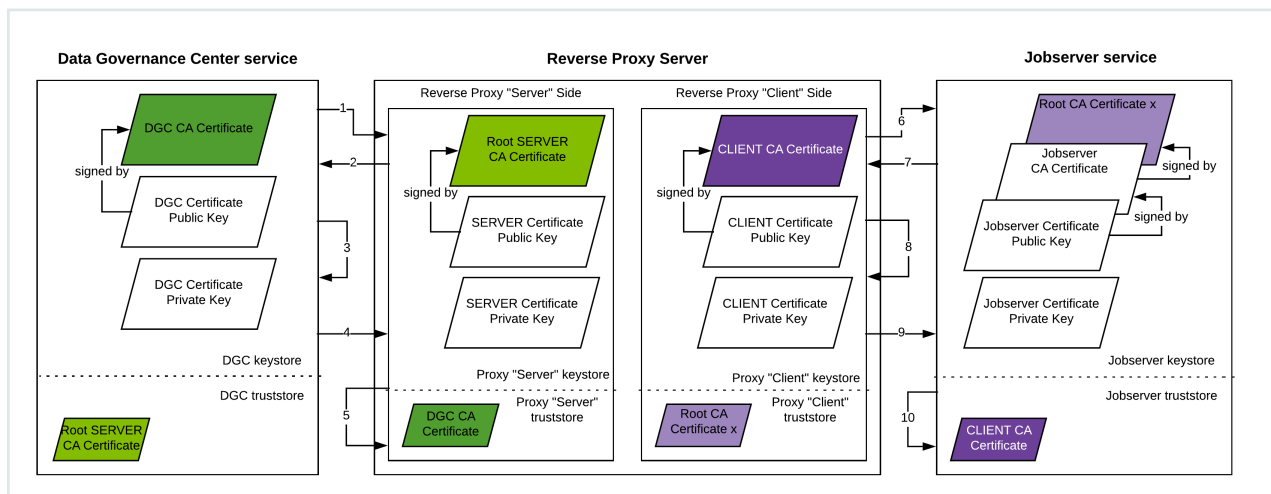 Data Governance Center service
DGC CA Certificate
signed by
DGC Certificate
Public Key
DGC Certificate
Private Key
DGC keystore
DGC truststore
Root SERVER
CA Certificate
1
2
3
4
5
Reverse Proxy Server
Reverse Proxy "Server" Side
Root SERVER
CA Certificate
signed by
SERVER Certificate
Public Key
SERVER Certificate
Private Key
Proxy "Server" keystore
Proxy "Server"
truststore
DGC CA
Certificate
Reverse Proxy "Client" Side
CLIENT CA Certificate
signed by
CLIENT Certificate
Public Key
CLIENT Certificate
Private Key
Proxy "Client" keystore
Proxy "Client"
truststore
Root CA
Certificate x
6
7
8
9
10
Jobserver service
Root CA Certificate x
Jobserver
CA Certificate
signed by
Jobserver Certificate
Public Key
signed by
Jobserver Certificate
Private Key
Jobserver keystore
Jobserver truststore
CLIENT CA
Certificate